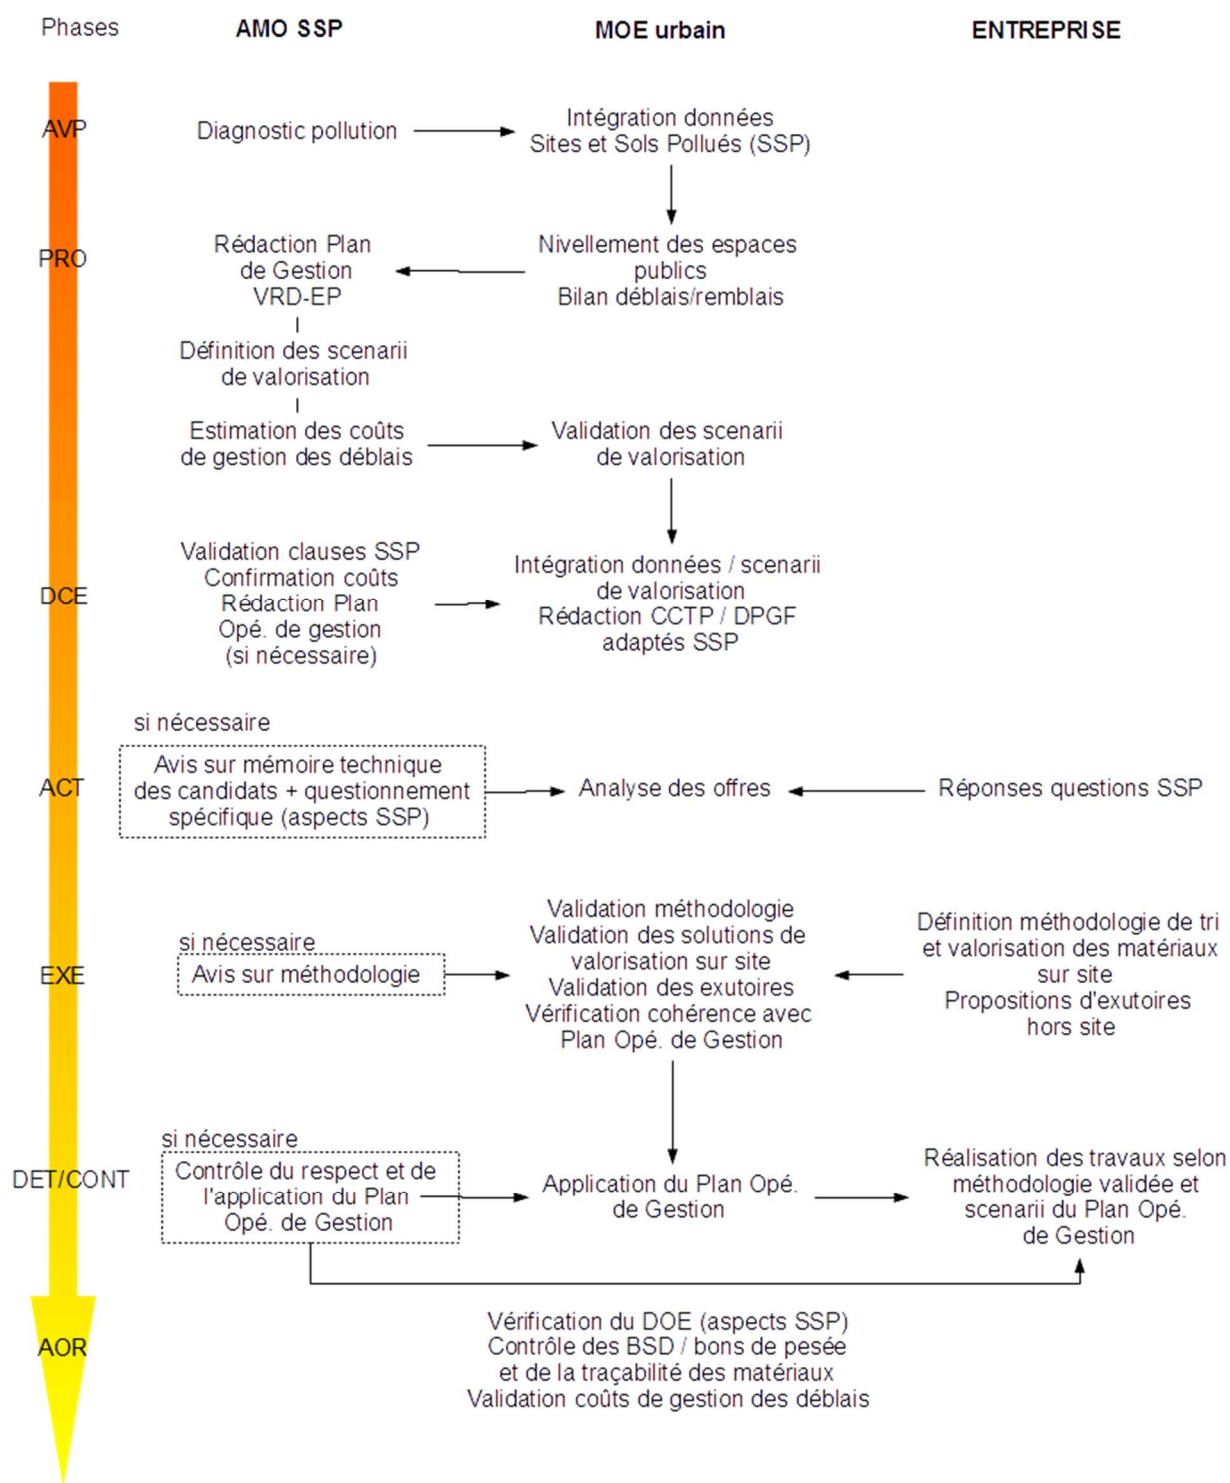 Phases
AMO SSP
MOE urbain
ENTREPRISE
AVP
Diagnostic pollution
Intégration données
Sites et Sols Pollués (SSP)
PRO
Rédaction Plan
de Gestion
VRD-EP
Nivellement des espaces
publics
Bilan déblais/remblais
Définition des scenarii
de valorisation
Estimation des coûts
de gestion des déblais
Validation des scenarii
de valorisation
DCE
Validation clauses SSP
Confirmation coûts
Rédaction Plan
Opé. de gestion
(si nécessaire)
Intégration données / scenarii
de valorisation
Rédaction CCTP / DPGF
adaptés SSP
ACT
si nécessaire
Avis sur mémoire technique
des candidats + questionnement
spécifique (aspects SSP)
Analyse des offres
Réponses questions SSP
EXE
si nécessaire
Avis sur méthodologie
Validation méthodologie
Validation des solutions de
valorisation sur site
Validation des exutoires
Vérification cohérence avec
Plan Opé. de Gestion
Définition méthodologie de tri
et valorisation des matériaux
sur site
Propositions d'exutoires
hors site
DET/CONT
si nécessaire
Contrôle du respect et de
l'application du Plan
Opé. de Gestion
Application du Plan Opé.
de Gestion
Réalisation des travaux selon
méthodologie validée et
scenarii du Plan Opé.
de Gestion
AOR
Vérification du DOE (aspects SSP)
Contrôle des BSD / bons de pesée
et de la traçabilité des matériaux
Validation coûts de gestion des déblais